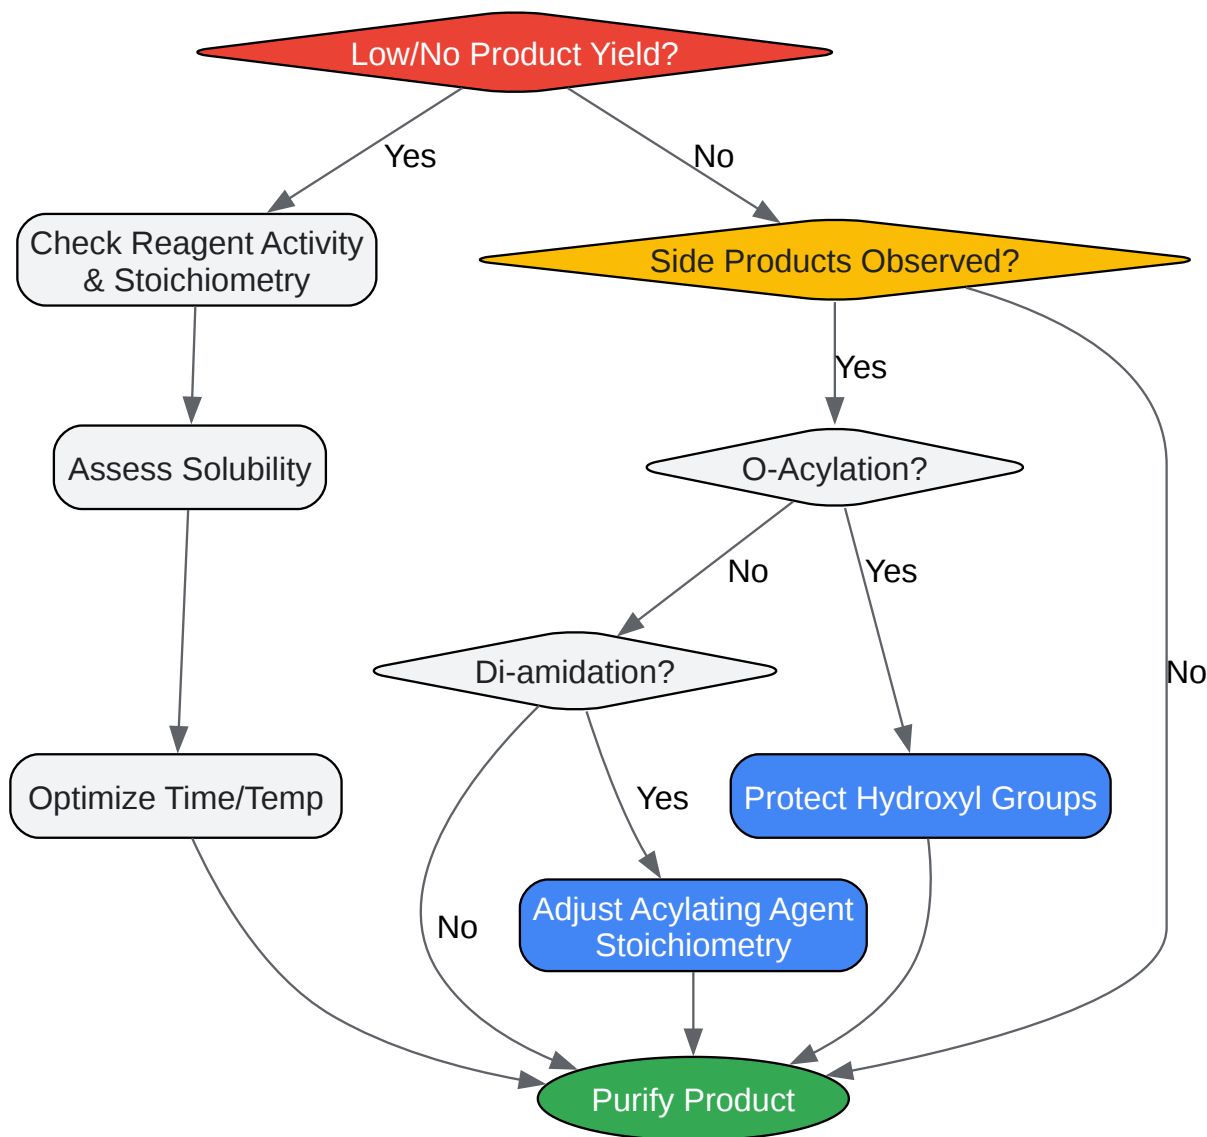 Low/No Product Yield?
Yes
No
Check Reagent Activity
& Stoichiometry
Side Products Observed?
Yes
Assess Solubility
O-Acylation?
No
Yes
Di-amidation?
No
Optimize Time/Temp
Yes
Protect Hydroxyl Groups
Adjust Acylating Agent
Stoichiometry
No
Purify Product